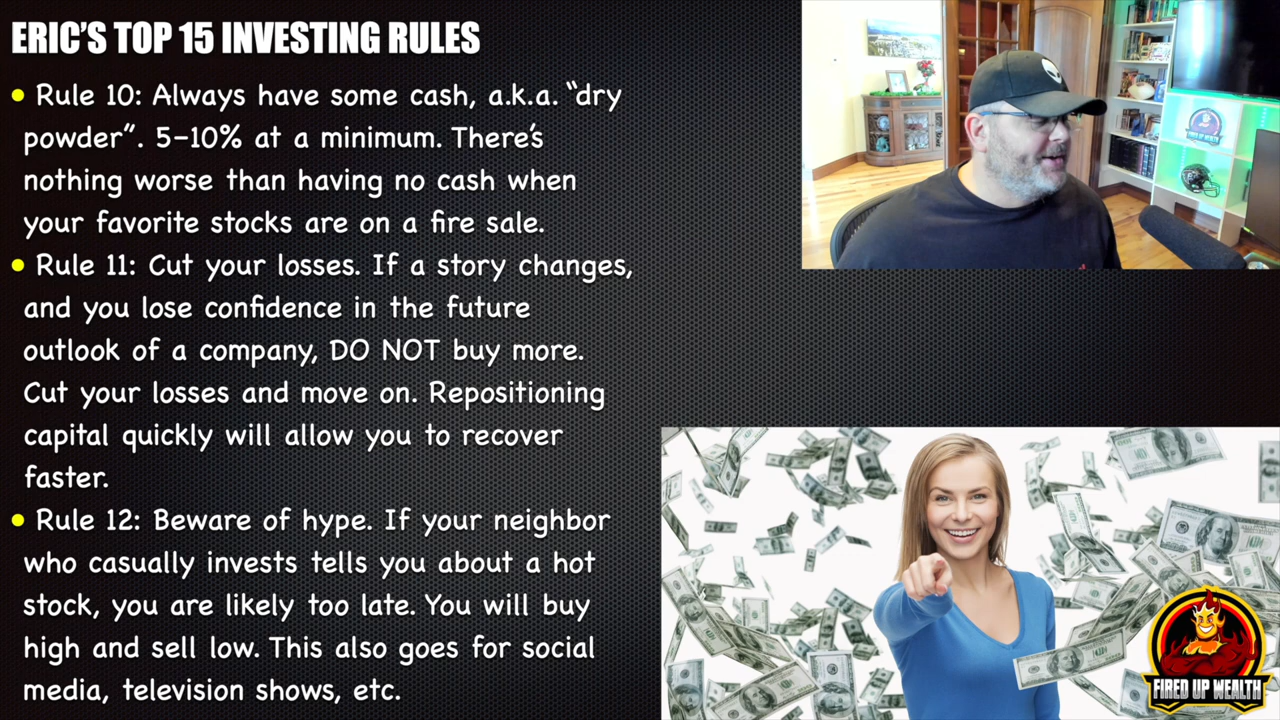 ERIC'S TOP 15 INVESTING RULES
• Rule 10: Always have some cash, a.k.a. “dry
powder”. 5–10% at a minimum. There's
nothing worse than having no cash when
your favorite stocks are on a fire sale.
• Rule 11: Cut your losses. If a story changes,
and you lose confidence in the future
outlook of a company, DO NOT buy more.
Cut your losses and move on. Repositioning
capital quickly will allow you to recover
faster.
• Rule 12: Beware of hype. If your neighbor
who casually invests tells you about a hot
stock, you are likely too late. You will buy
high and sell low. This also goes for social
media, television shows, etc.
FIRED UP WEALTH